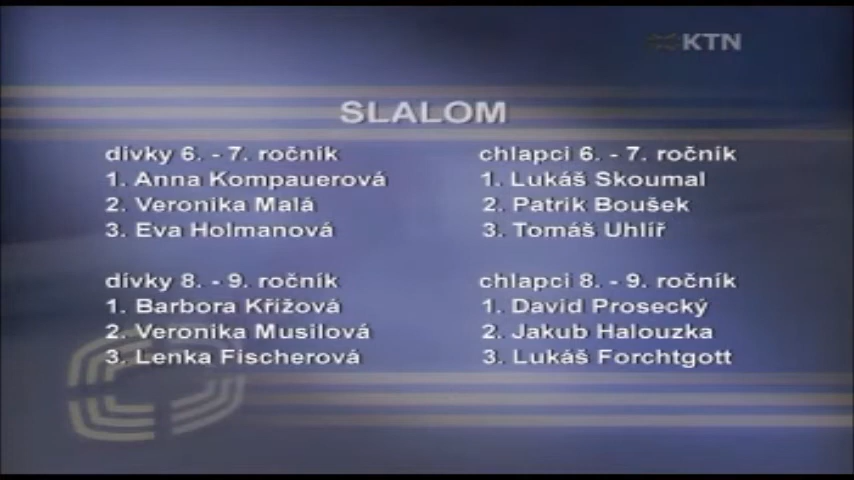 KTN
SLALOM
dívky 6. - 7. ročník
1. Anna Kompauerová
2. Veronika Malá
3. Eva Holmanová
chlapci 6. - 7. ročník
1. Lukáš Skoumal
2. Patrik Boušek
3. Tomáš Uhlíř
dívky 8. - 9. ročník
1. Barbora Křížová
2. Veronika Musilová
3. Lenka Fischerová
chlapci 8. - 9. ročník
1. David Prosecký
2. Jakub Halouzka
3. Lukáš Forchtgott